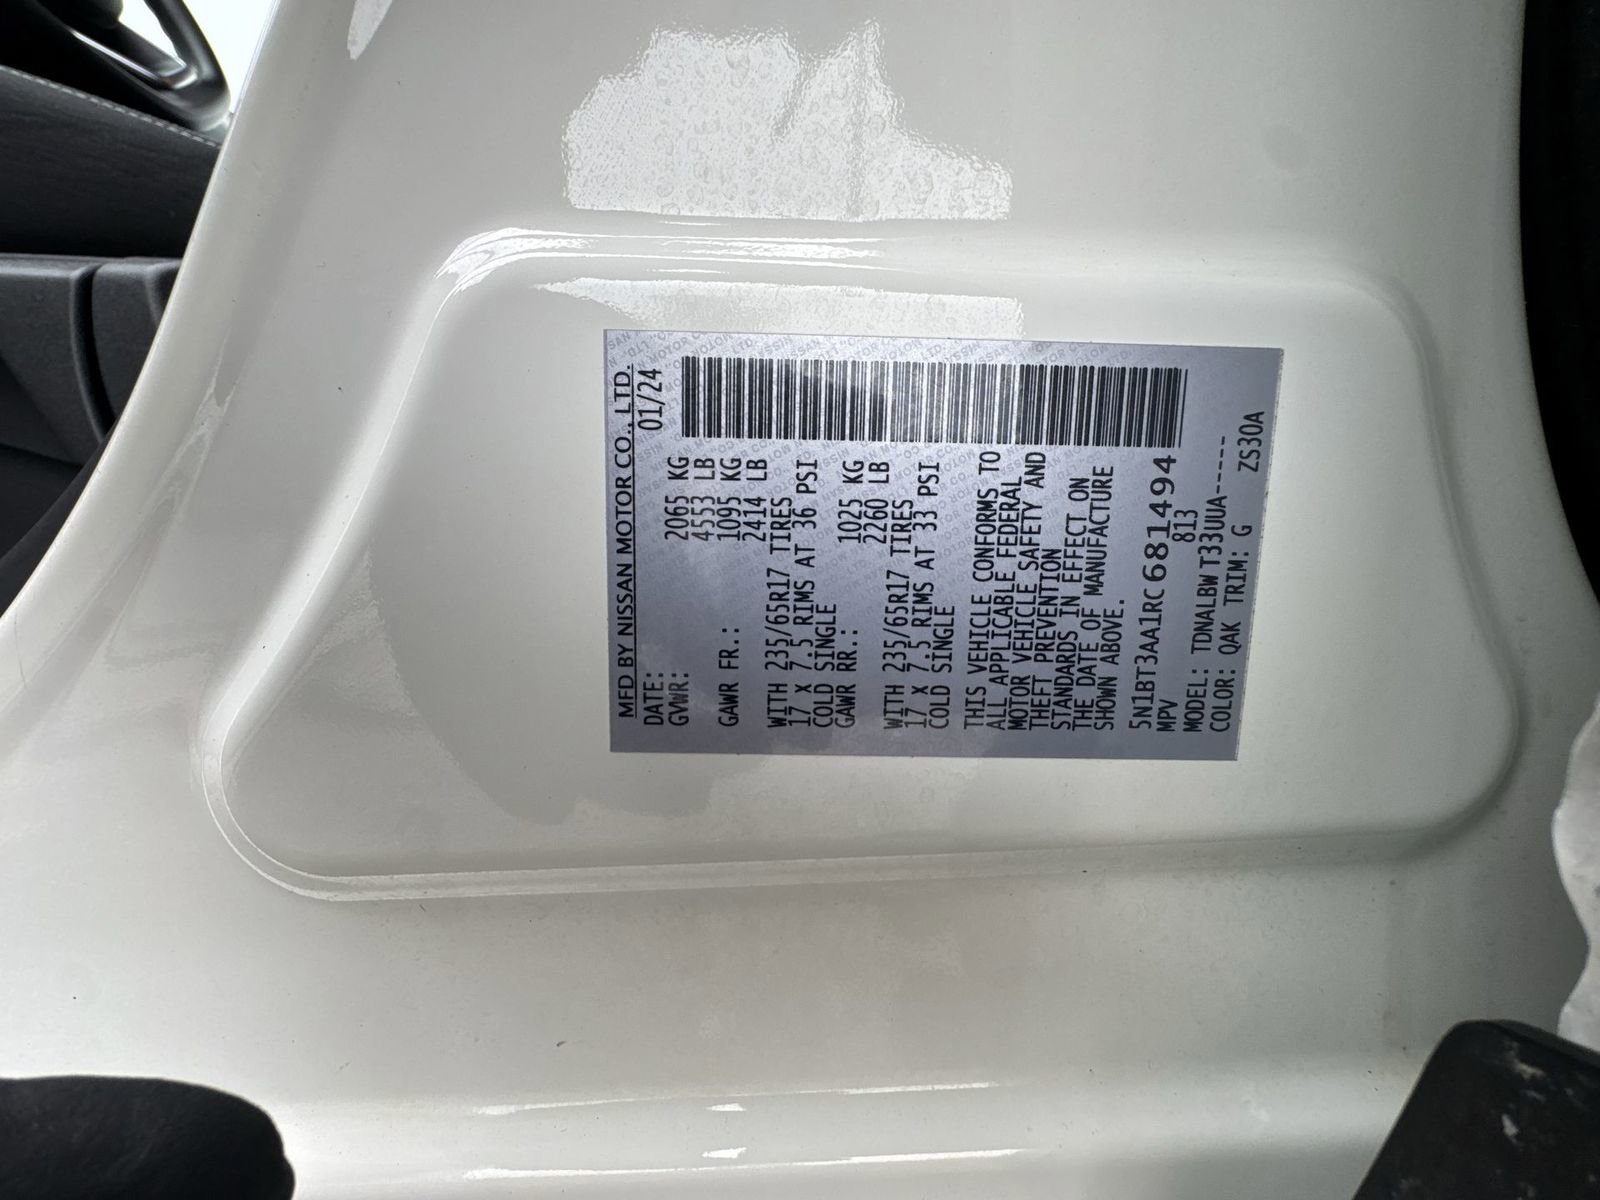 MFD BY NISSAN MOTOR CO., LTD.
DATE: 01/24
GVWR: 2065 KG
4553 LB
GAWR FR.: 1095 KG
2414 LB
WITH 235/65R17 TIRES
17 X 7.5 RIMS AT 36 PSI
COLD SINGLE
GAWR RR.: 1025 KG
2260 LB
WITH 235/65R17 TIRES
17 X 7.5 RIMS AT 33 PSI
COLD SINGLE
THIS VEHICLE CONFORMS TO
ALL APPLICABLE FEDERAL
MOTOR VEHICLE SAFETY AND
THEFT PREVENTION
STANDARDS IN EFFECT ON
THE DATE OF MANUFACTURE
SHOWN ABOVE.
5N1BT3AA1RC681494
MPV 813
MODEL: TDNALBWT33UUA-----
COLOR: QAK TRIM: G ZS30A